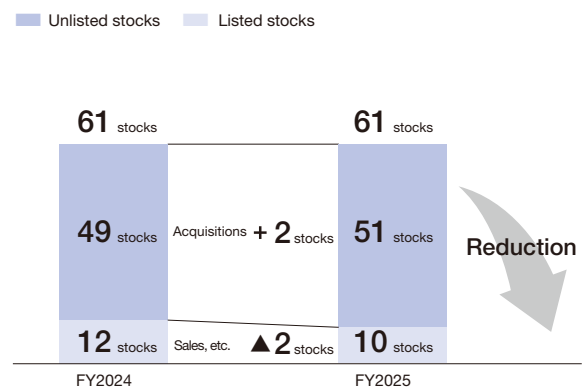 Unlisted stocks Listed stocks
61 stocks 61 stocks
49 stocks Acquisitions + 2 stocks 51 stocks
Reduction
12 stocks Sales, etc. ▲ 2 stocks 10 stocks
FY2024 FY2025